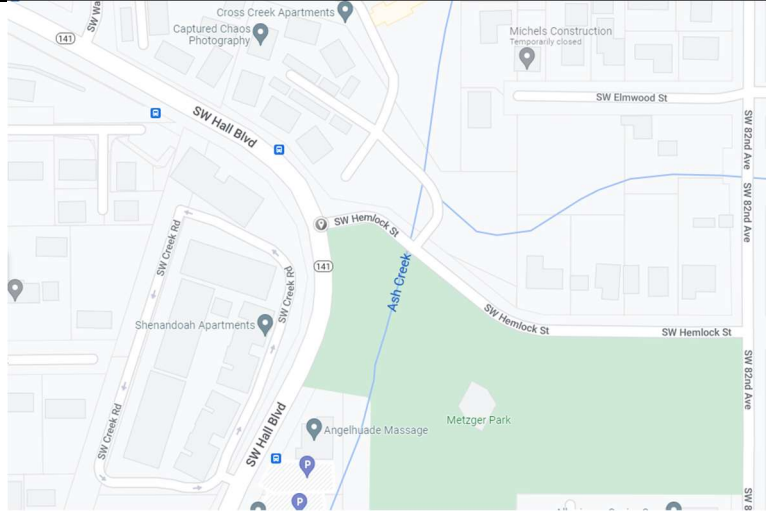 Cross Creek Apartments
SW Wa
141
Captured Chaos
Photography
Michels Construction
Temporarily closed
SW Elmwood St
SW Hall Blvd
SW 82nd Ave
SW 82nd Ave
SW Hemlock St
SW Creek Rd
141
Ash Creek
SW Creek Rd
SW Hemlock St
SW Hemlock St
Shenandoah Apartments
SW 82nd Ave
SW Hall Blvd
SW Creek Rd
Metzger Park
Angelhuade Massage
P
P
SW 8